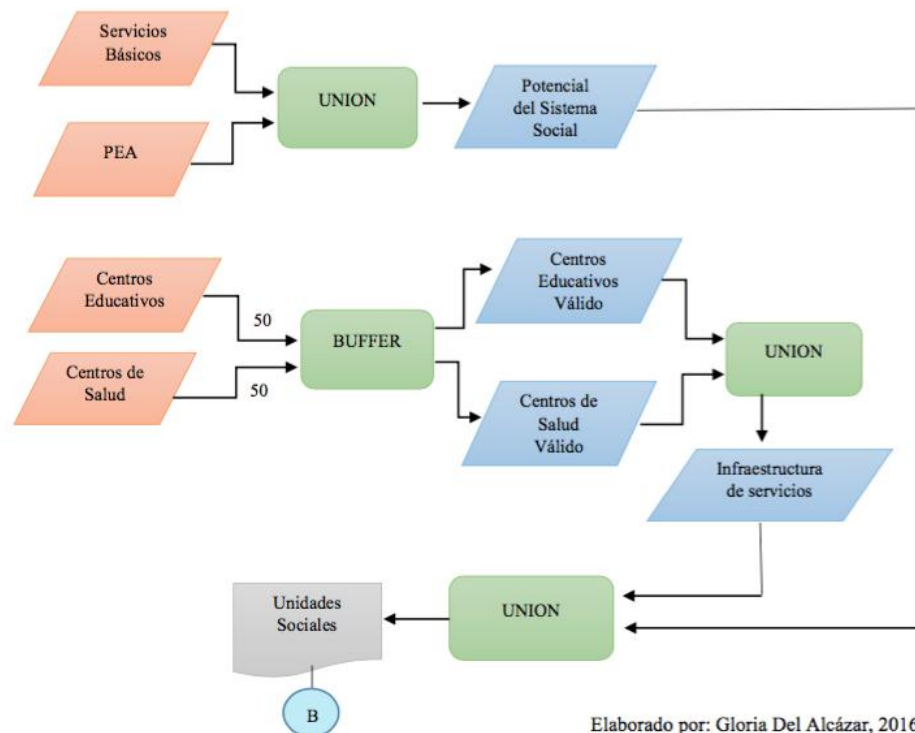 Servicios
Básicos
UNION
Potencial
del Sistema
Social
PEA
Centros
Educativos
50
BUFFER
Centros
Educativos
Válido
UNION
Centros de
Salud
50
Centros de
Salud
Válido
Infraestructura
de servicios
Unidades
Sociales
UNION
B
Elaborado por: Gloria Del Alcázar, 2016